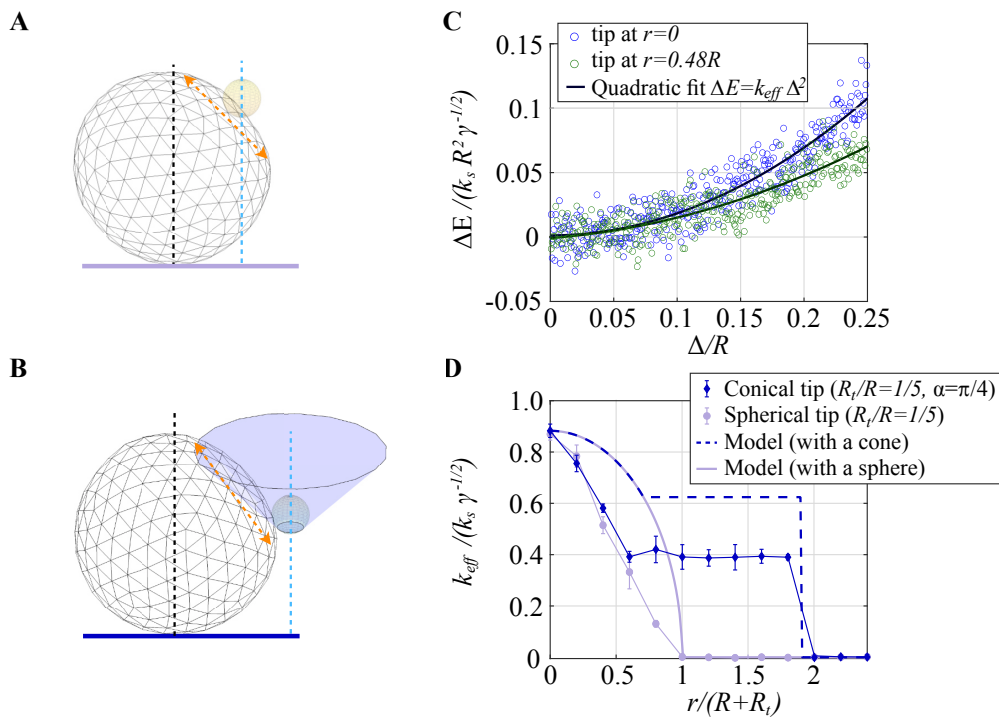 A
B
C
tip at r=0
tip at r=0.48R
Quadratic fit ΔE=k_eff Δ²
ΔE /(k_s R² γ^-1/2)
0.15
0.1
0.05
0
-0.05
0 0.05 0.1 0.15 0.2 0.25
Δ/R
D
Conical tip (R_t/R=1/5, α=π/4)
Spherical tip (R_t/R=1/5)
Model (with a cone)
Model (with a sphere)
k_eff /(k_s γ^-1/2)
1.0
0.8
0.6
0.4
0.2
0
0 0.5 1 1.5 2
r/(R+R_t)